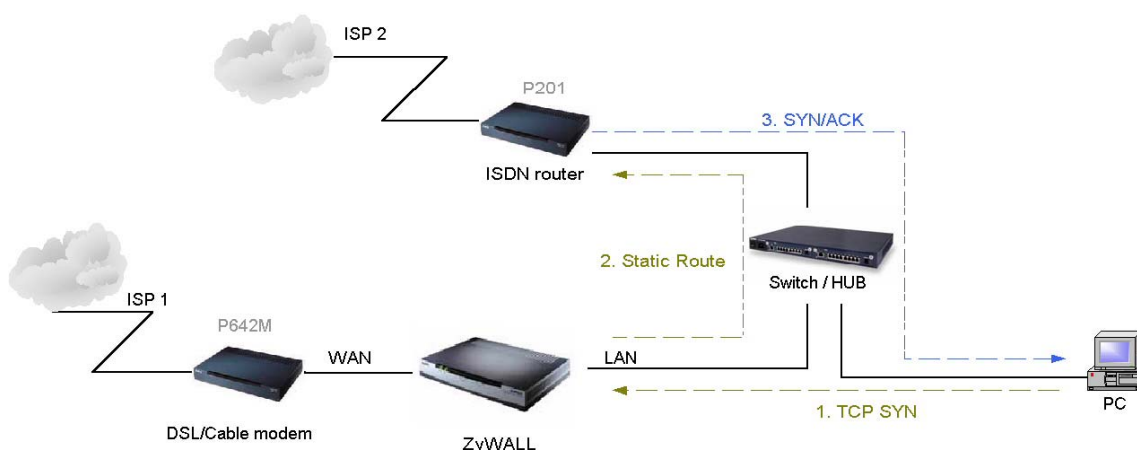 ISP 2
P201
3. SYN/ACK
ISDN router
2. Static Route
Switch / HUB
ISP 1
P642M
WAN
LAN
1. TCP SYN
PC
DSL/Cable modem
ZyWALL